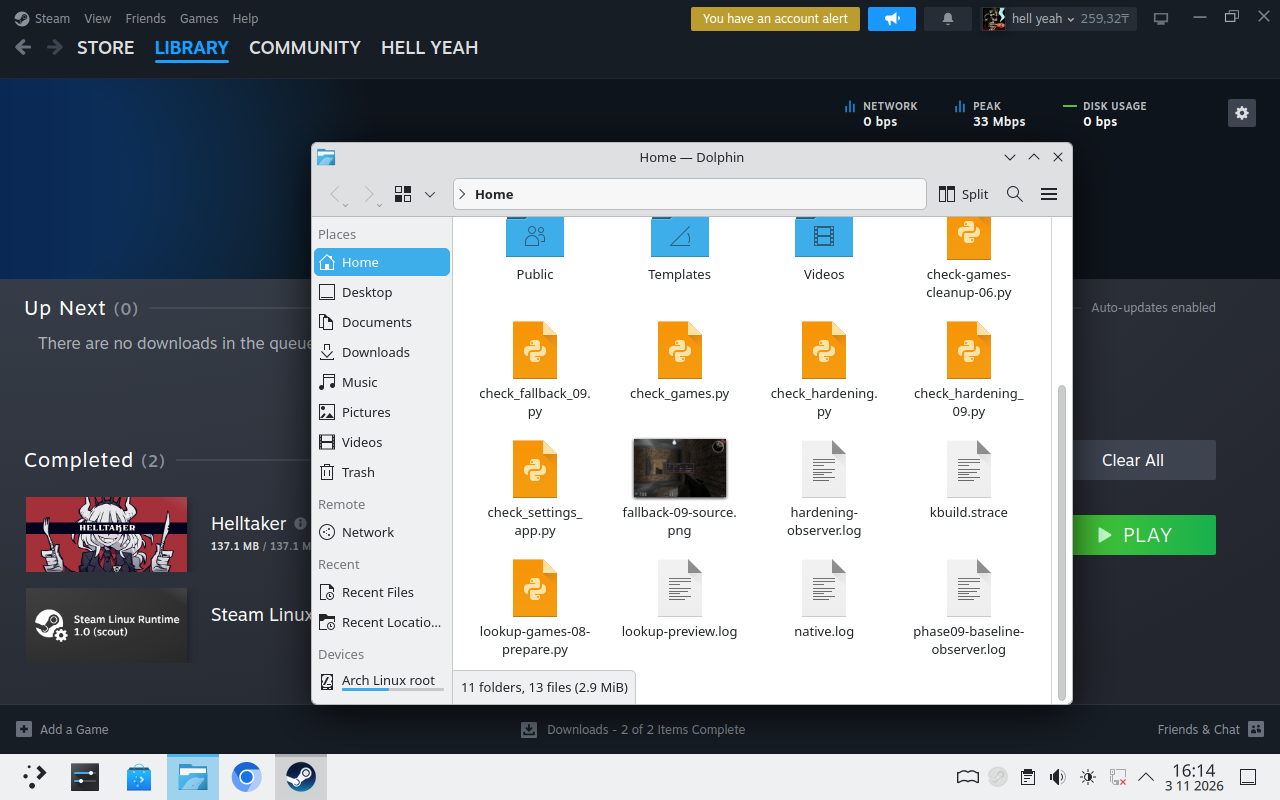 Steam View Friends Games Help
You have an account alert
hell yeah 259,32₸
STORE LIBRARY COMMUNITY HELL YEAH
NETWORK
0 bps
PEAK
33 Mbps
DISK USAGE
0 bps
Home — Dolphin
Home
Split
Places
Home
Desktop
Documents
Downloads
Music
Pictures
Videos
Trash
Remote
Network
Recent
Recent Files
Recent Locatio...
Devices
Arch Linux root
Public
Templates
Videos
check-games-
cleanup-06.py
check_fallback_09.
py
check_games.py
check_hardening.
py
check_hardening_
09.py
check_settings_
app.py
fallback-09-source.
png
hardening-
observer.log
kbuild.strace
lookup-games-08-
prepare.py
lookup-preview.log
native.log
phase09-baseline-
observer.log
11 folders, 13 files (2.9 MiB)
Up Next (0)
Auto-updates enabled
There are no downloads in the queue
Completed (2)
Clear All
HELLTAKER
Helltaker
137.1 MB / 137.1 M
PLAY
Steam Linux Runtime
1.0 (scout)
Steam Linux
Add a Game
Downloads - 2 of 2 Items Complete
Friends & Chat
16:14
3 11 2026